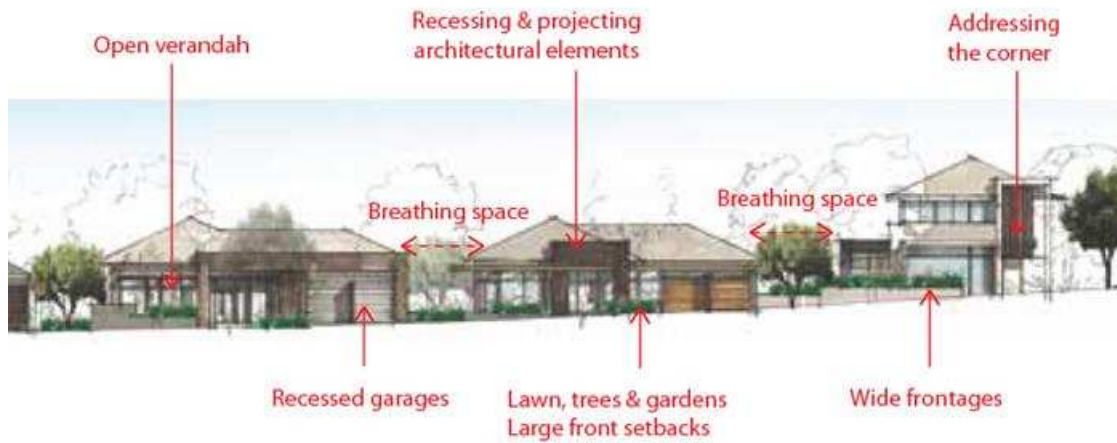 Open verandah
Recessing & projecting
architectural elements
Addressing
the corner
Breathing space
Breathing space
Recessed garages
Lawn, trees & gardens
Large front setbacks
Wide frontages